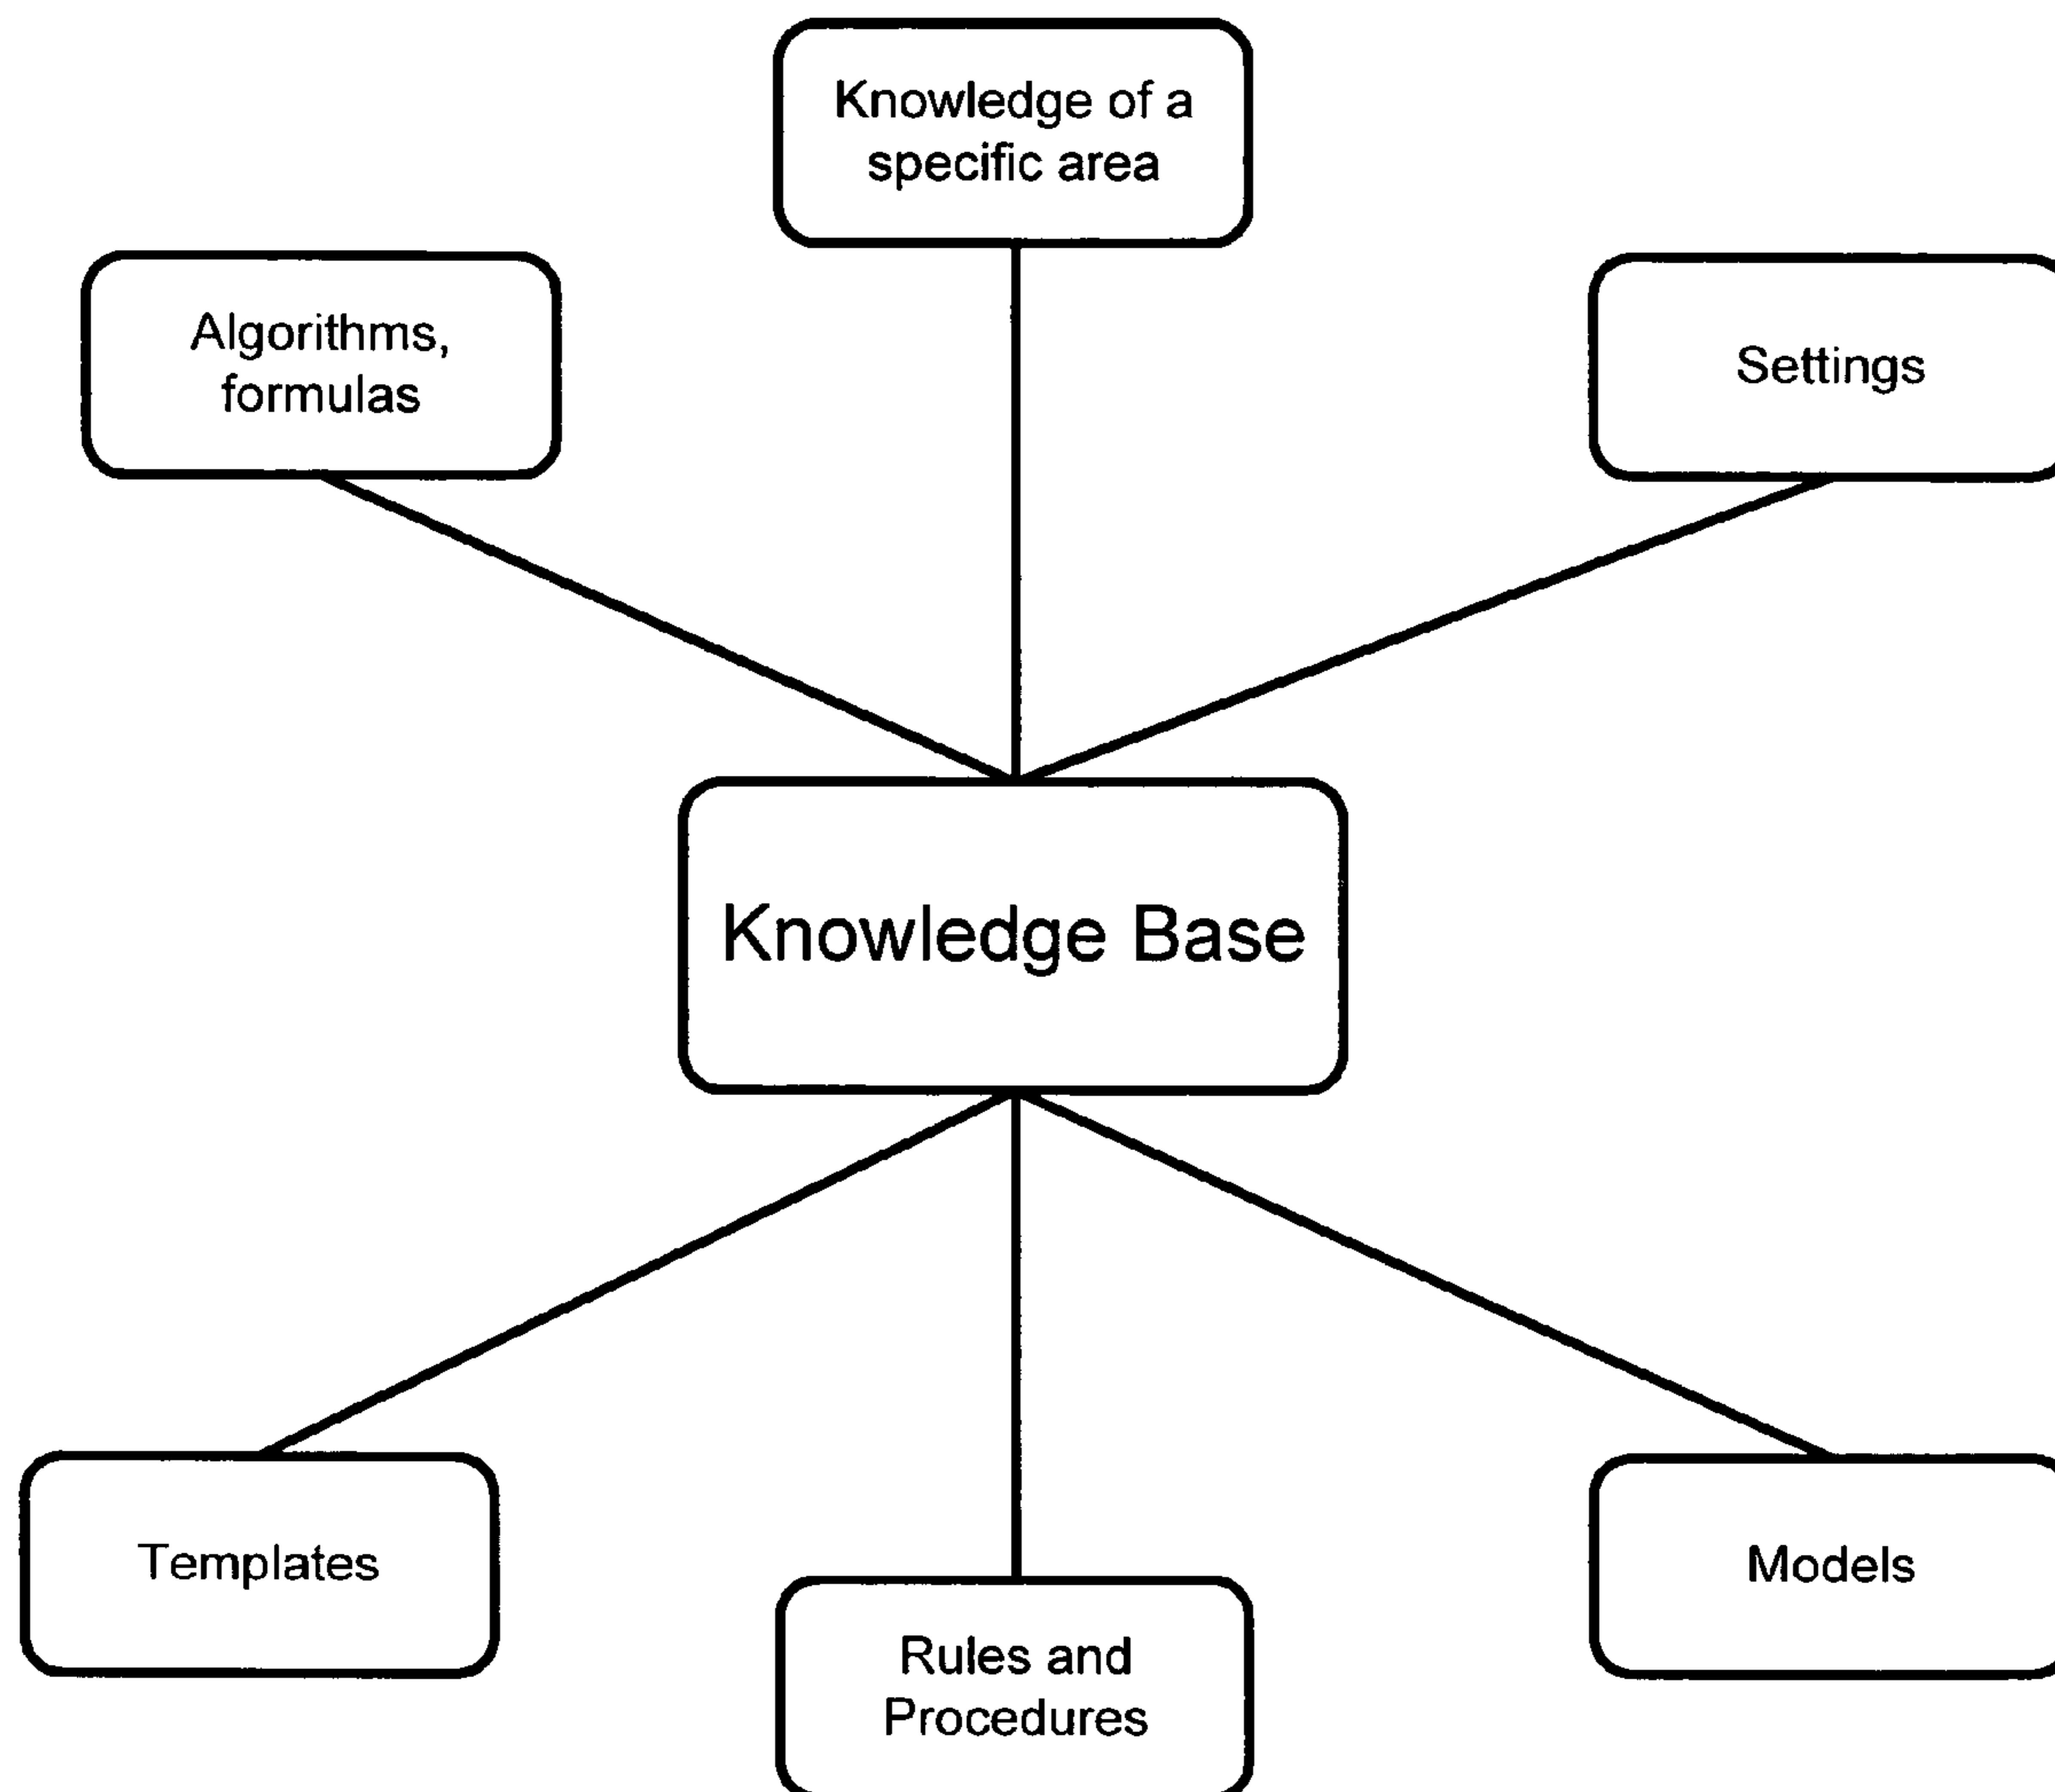 Knowledge of a
specific area
Algorithms,
formulas
Settings
Knowledge Base
Templates
Models
Rules and
Procedures